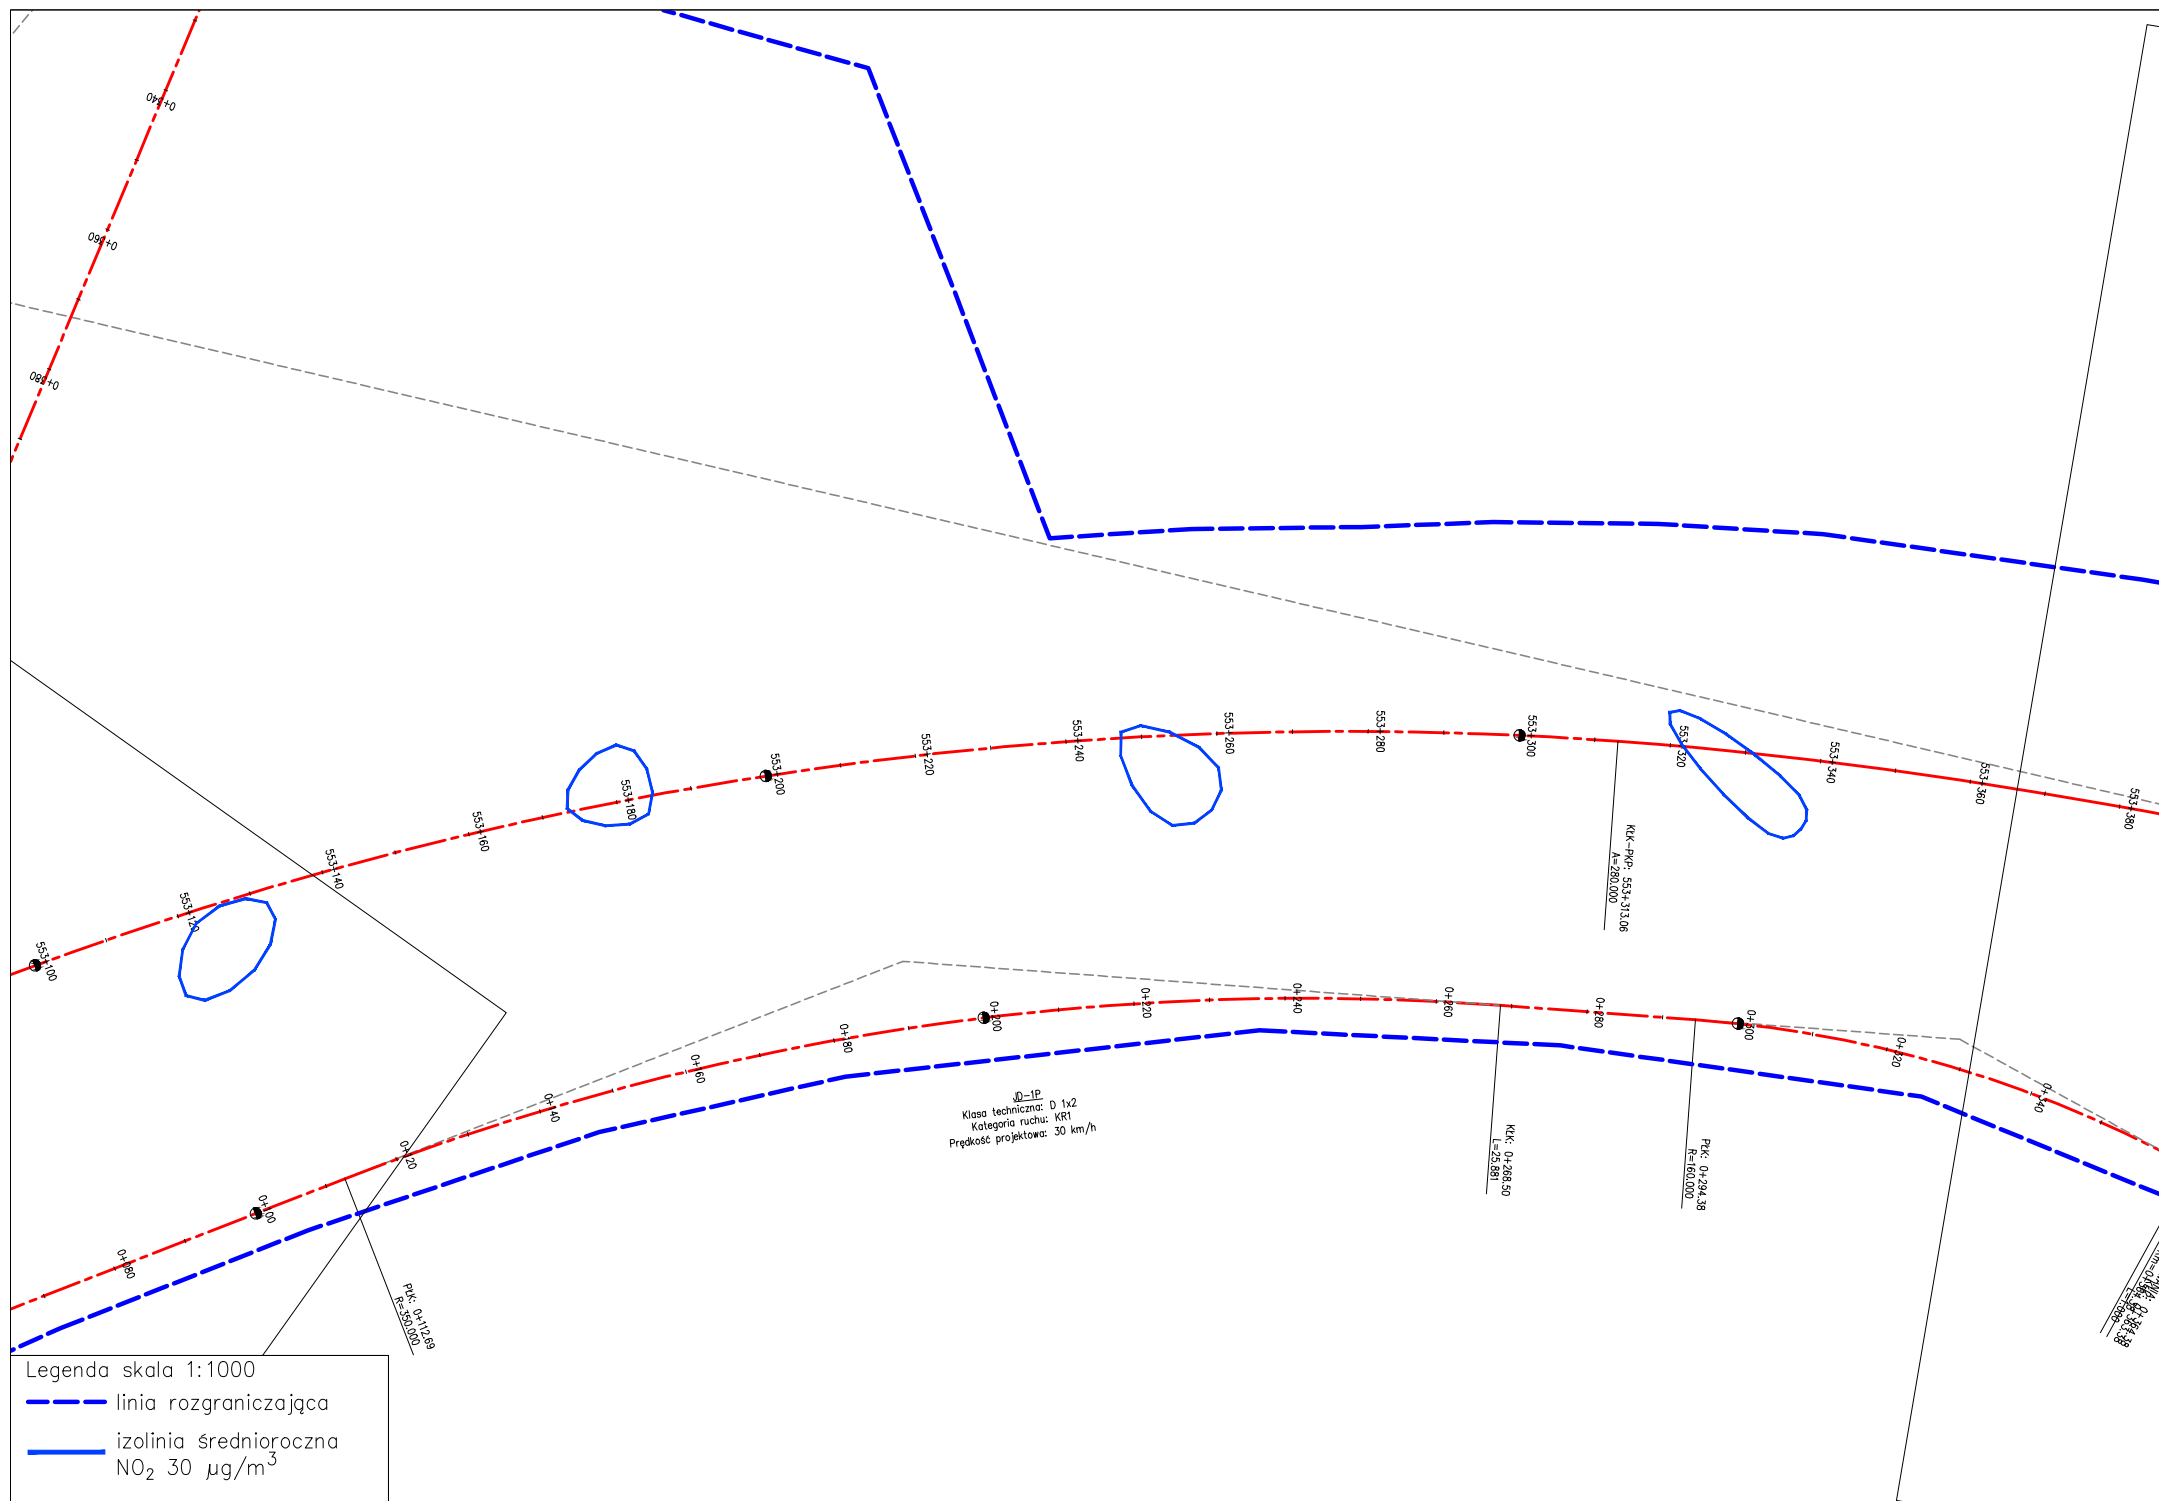 0+340
0+360
0+380
553+100
553+120
553+140
553+160
553+180
553+200
553+220
553+240
553+260
553+280
553+300
553+320
553+340
553+360
553+380
KŁK-PKP: 553+313.06
A=280.000
0+080
0+100
0+120
0+140
0+160
0+180
0+200
0+220
0+240
0+260
0+280
0+300
0+320
0+340
JD-1P
Klasa techniczna: D 1x2
Kategoria ruchu: KR1
Prędkość projektowa: 30 km/h
KŁK: 0+268.50
L=25.881
PŁK: 0+294.38
R=160.000
PŁK: 0+112.69
R=350.000
Legenda skala 1:1000
linia rozgraniczająca
izolinia średnioroczna
NO₂ 30 µg/m³